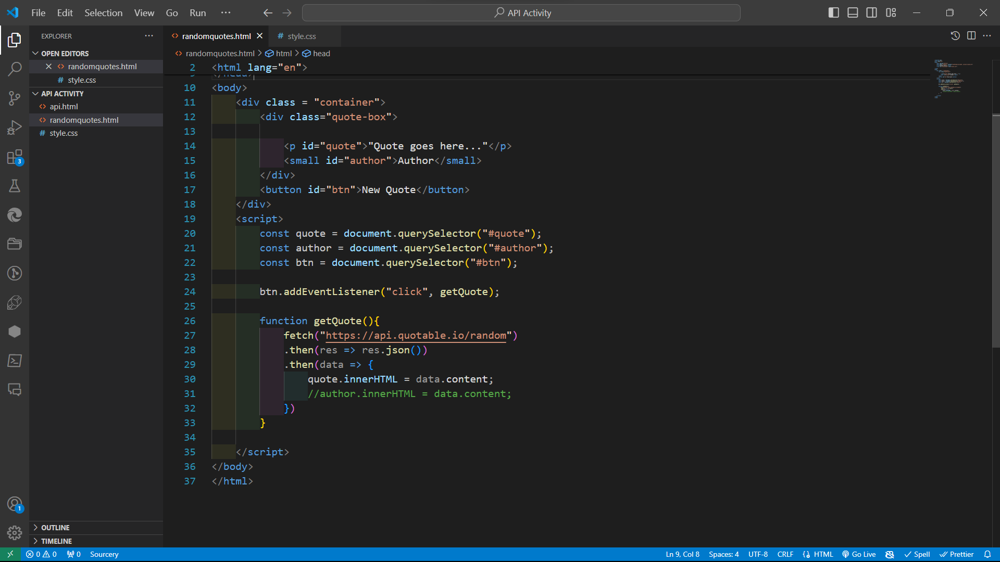 File Edit Selection View Go Run ...
API Activity
EXPLORER
OPEN EDITORS
randomquotes.html
style.css
API ACTIVITY
api.html
randomquotes.html
style.css
3
1
OUTLINE
TIMELINE
randomquotes.html
# style.css
randomquotes.html > html > head
2 <html lang="en">
10 <body>
11 <div class = "container">
12 <div class="quote-box">
13
14 <p id="quote">"Quote goes here..."</p>
15 <small id="author">Author</small>
16 </div>
17 <button id="btn">New Quote</button>
18 </div>
19 <script>
20 const quote = document.querySelector("#quote");
21 const author = document.querySelector("#author");
22 const btn = document.querySelector("#btn");
23
24 btn.addEventListener("click", getQuote);
25
26 function getQuote(){
27 fetch("https://api.quotable.io/random")
28 .then(res => res.json())
29 .then(data => {
30 quote.innerHTML = data.content;
31 //author.innerHTML = data.content;
32 })
33 }
34
35 </script>
36 </body>
37 </html>
0 0 0 Sourcery Ln 9, Col 8 Spaces: 4 UTF-8 CRLF {} HTML Go Live Spell Prettier